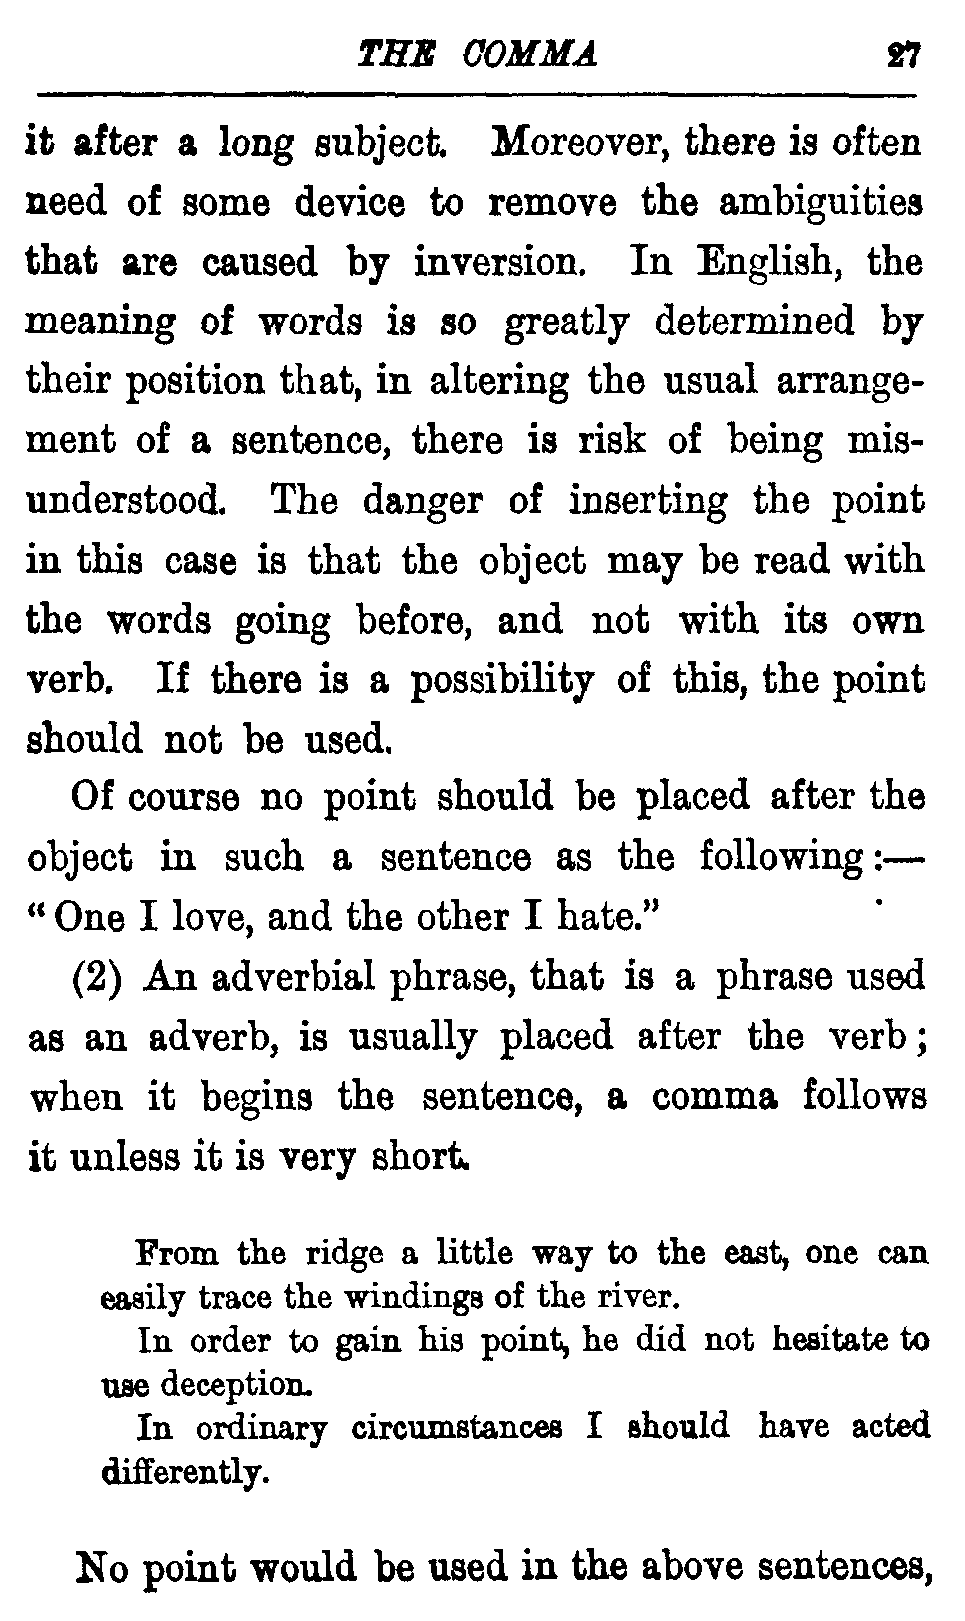 THE COMMA 27
it after a long subject. Moreover, there is often
need of some device to remove the ambiguities
that are caused by inversion. In English, the
meaning of words is so greatly determined by
their position that, in altering the usual arrange-
ment of a sentence, there is risk of being mis-
understood. The danger of inserting the point
in this case is that the object may be read with
the words going before, and not with its own
verb. If there is a possibility of this, the point
should not be used.
Of course no point should be placed after the
object in such a sentence as the following:—
“One I love, and the other I hate.”
(2) An adverbial phrase, that is a phrase used
as an adverb, is usually placed after the verb;
when it begins the sentence, a comma follows
it unless it is very short.
From the ridge a little way to the east, one can
easily trace the windings of the river.
In order to gain his point, he did not hesitate to
use deception.
In ordinary circumstances I should have acted
differently.
No point would be used in the above sentences,